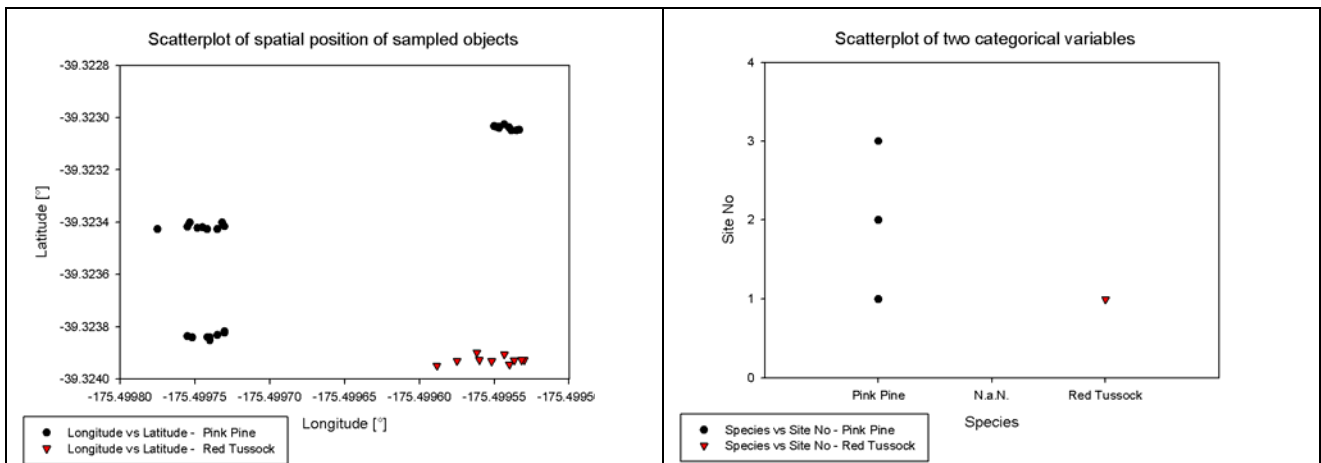 Scatterplot of spatial position of sampled objects
-39.3228
-39.3230
-39.3232
-39.3234
-39.3236
-39.3238
-39.3240
Latitude [°]
-175.49980 -175.49975 -175.49970 -175.49965 -175.49960 -175.49955 -175.4995
Longitude [°]
Longitude vs Latitude - Pink Pine
Longitude vs Latitude - Red Tussock
Scatterplot of two categorical variables
4
3
2
1
0
Site No
Pink Pine N.a.N. Red Tussock
Species
Species vs Site No - Pink Pine
Species vs Site No - Red Tussock